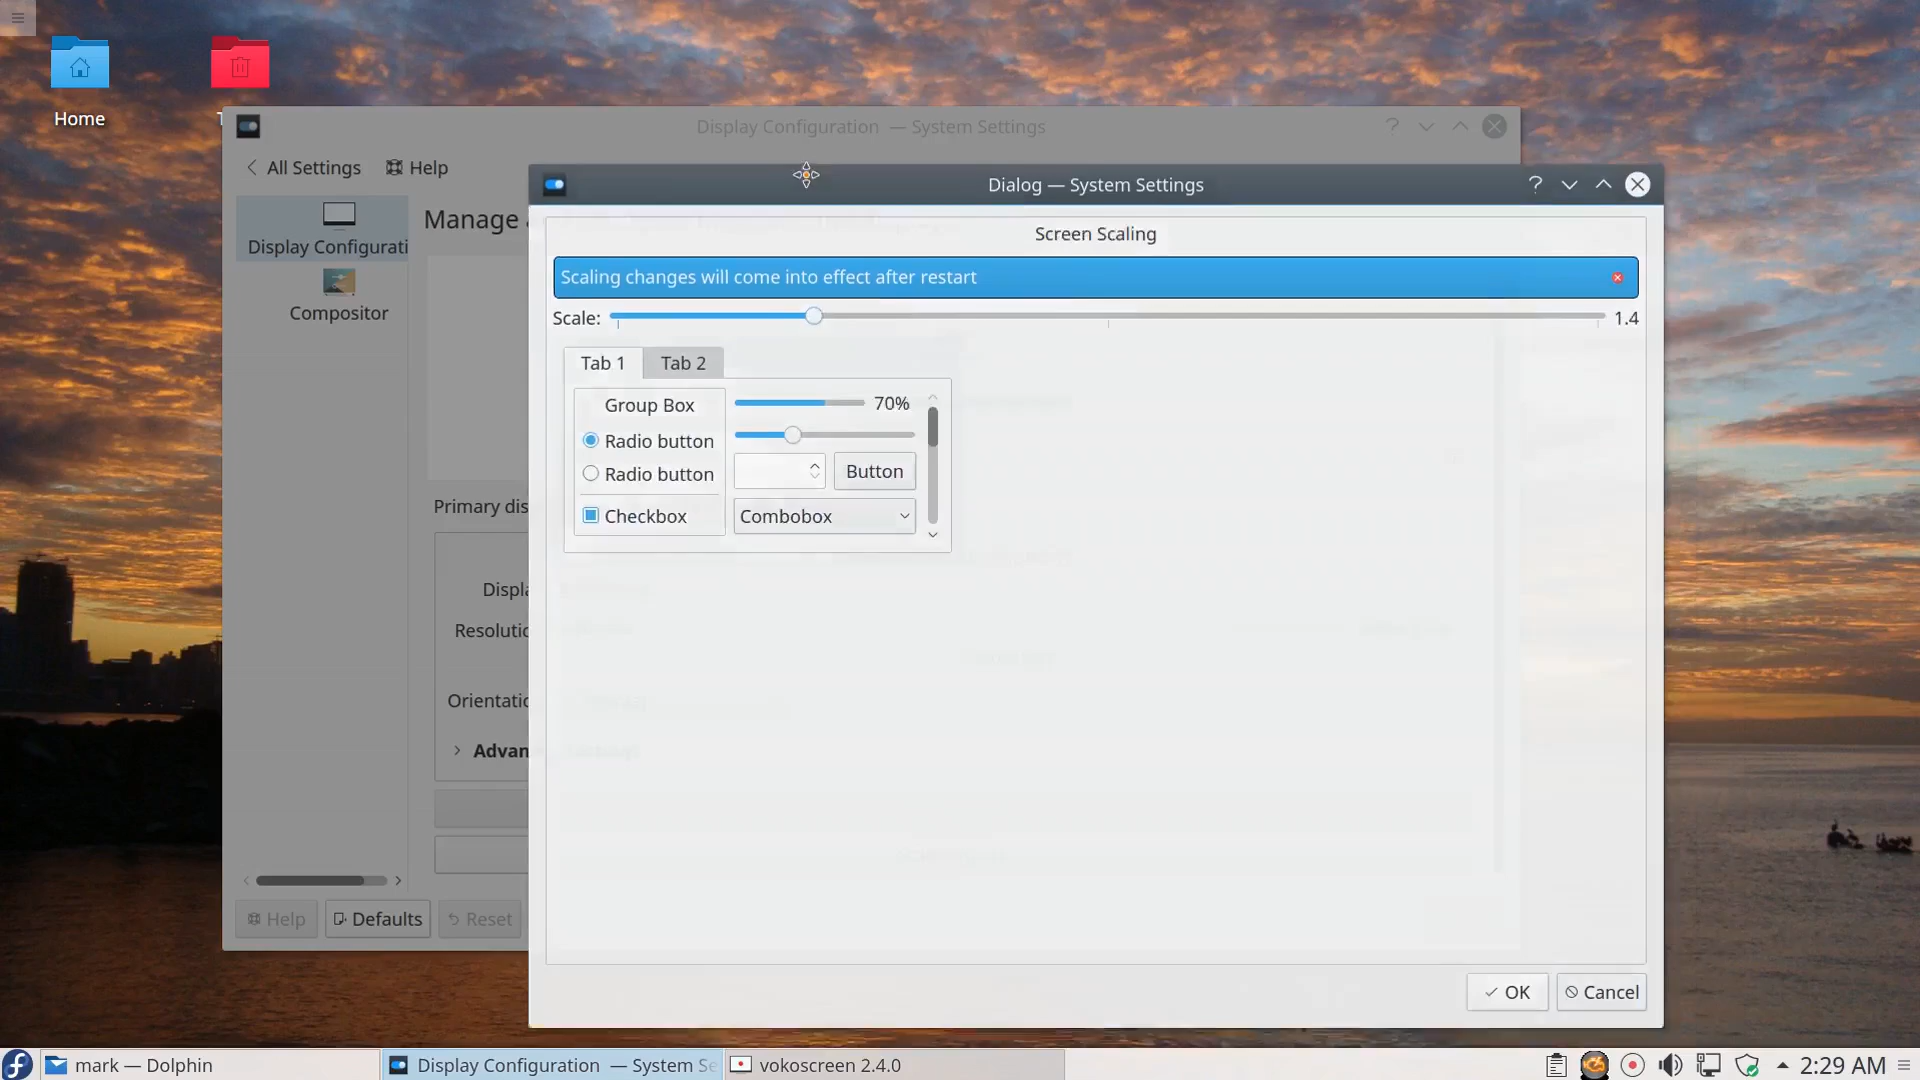 Home
Display Configuration — System Settings
All Settings
Help
Dialog — System Settings
Display Configurati
Manage
Screen Scaling
Compositor
Scaling changes will come into effect after restart
Scale:
1.4
Tab 1
Tab 2
Group Box
70%
Radio button
Radio button
Button
Checkbox
Combobox
Primary dis
Displa
Resolutio
Orientatio
Advan
Help
Defaults
Reset
OK
Cancel
mark — Dolphin
Display Configuration — System Se
vokoscreen 2.4.0
2:29 AM